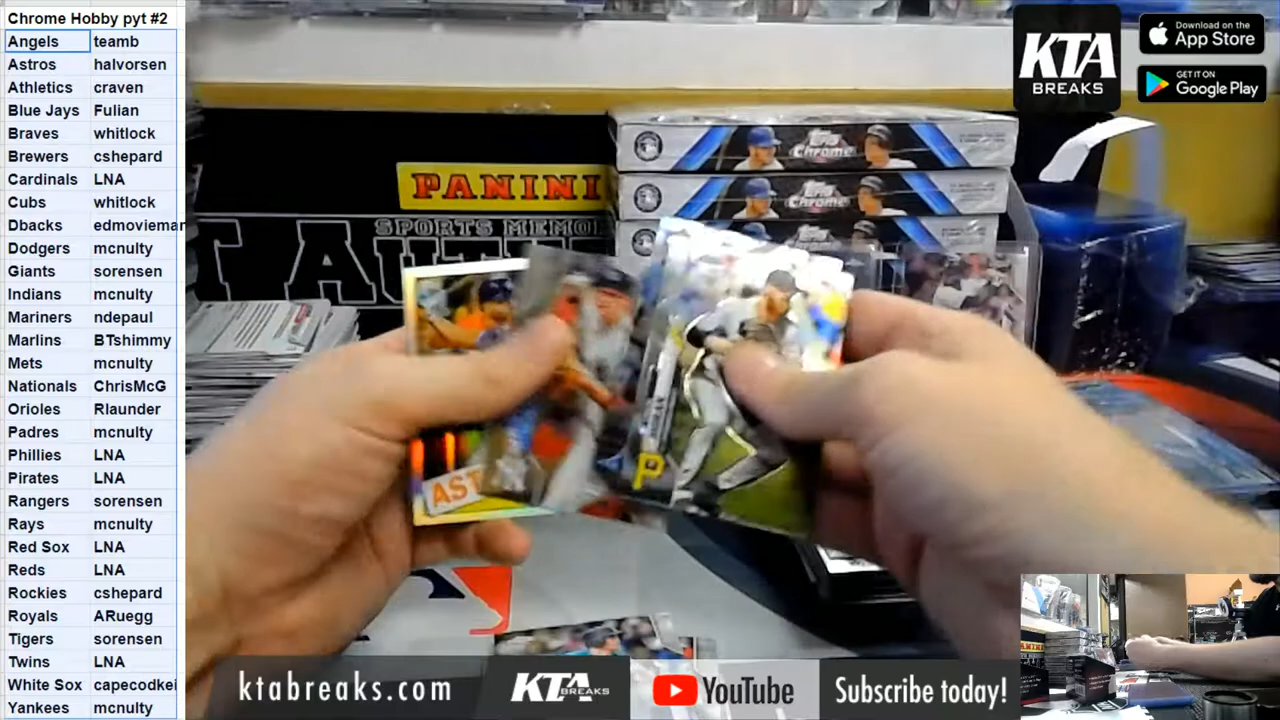 Chrome Hobby pyt #2
Angels teamb
Astros halvorsen
Athletics craven
Blue Jays Fulian
Braves whitlock
Brewers cshepard
Cardinals LNA
Cubs whitlock
Dbacks edmovieman
Dodgers mcnulty
Giants sorensen
Indians mcnulty
Mariners ndepaul
Marlins BTshimmy
Mets mcnulty
Nationals ChrisMcG
Orioles Rlaunder
Padres mcnulty
Phillies LNA
Pirates LNA
Rangers sorensen
Rays mcnulty
Red Sox LNA
Reds LNA
Rockies cshepard
Royals ARuegg
Tigers sorensen
Twins LNA
White Sox capecodkei
Yankees mcnulty
KTA
BREAKS
Download on the
App Store
GET IT ON
Google Play
PANINI
SPORTS MEMO
Topps
Chrome
Topps
Chrome
AST
P
ktabreaks.com
KTA
BREAKS
YouTube
Subscribe today!